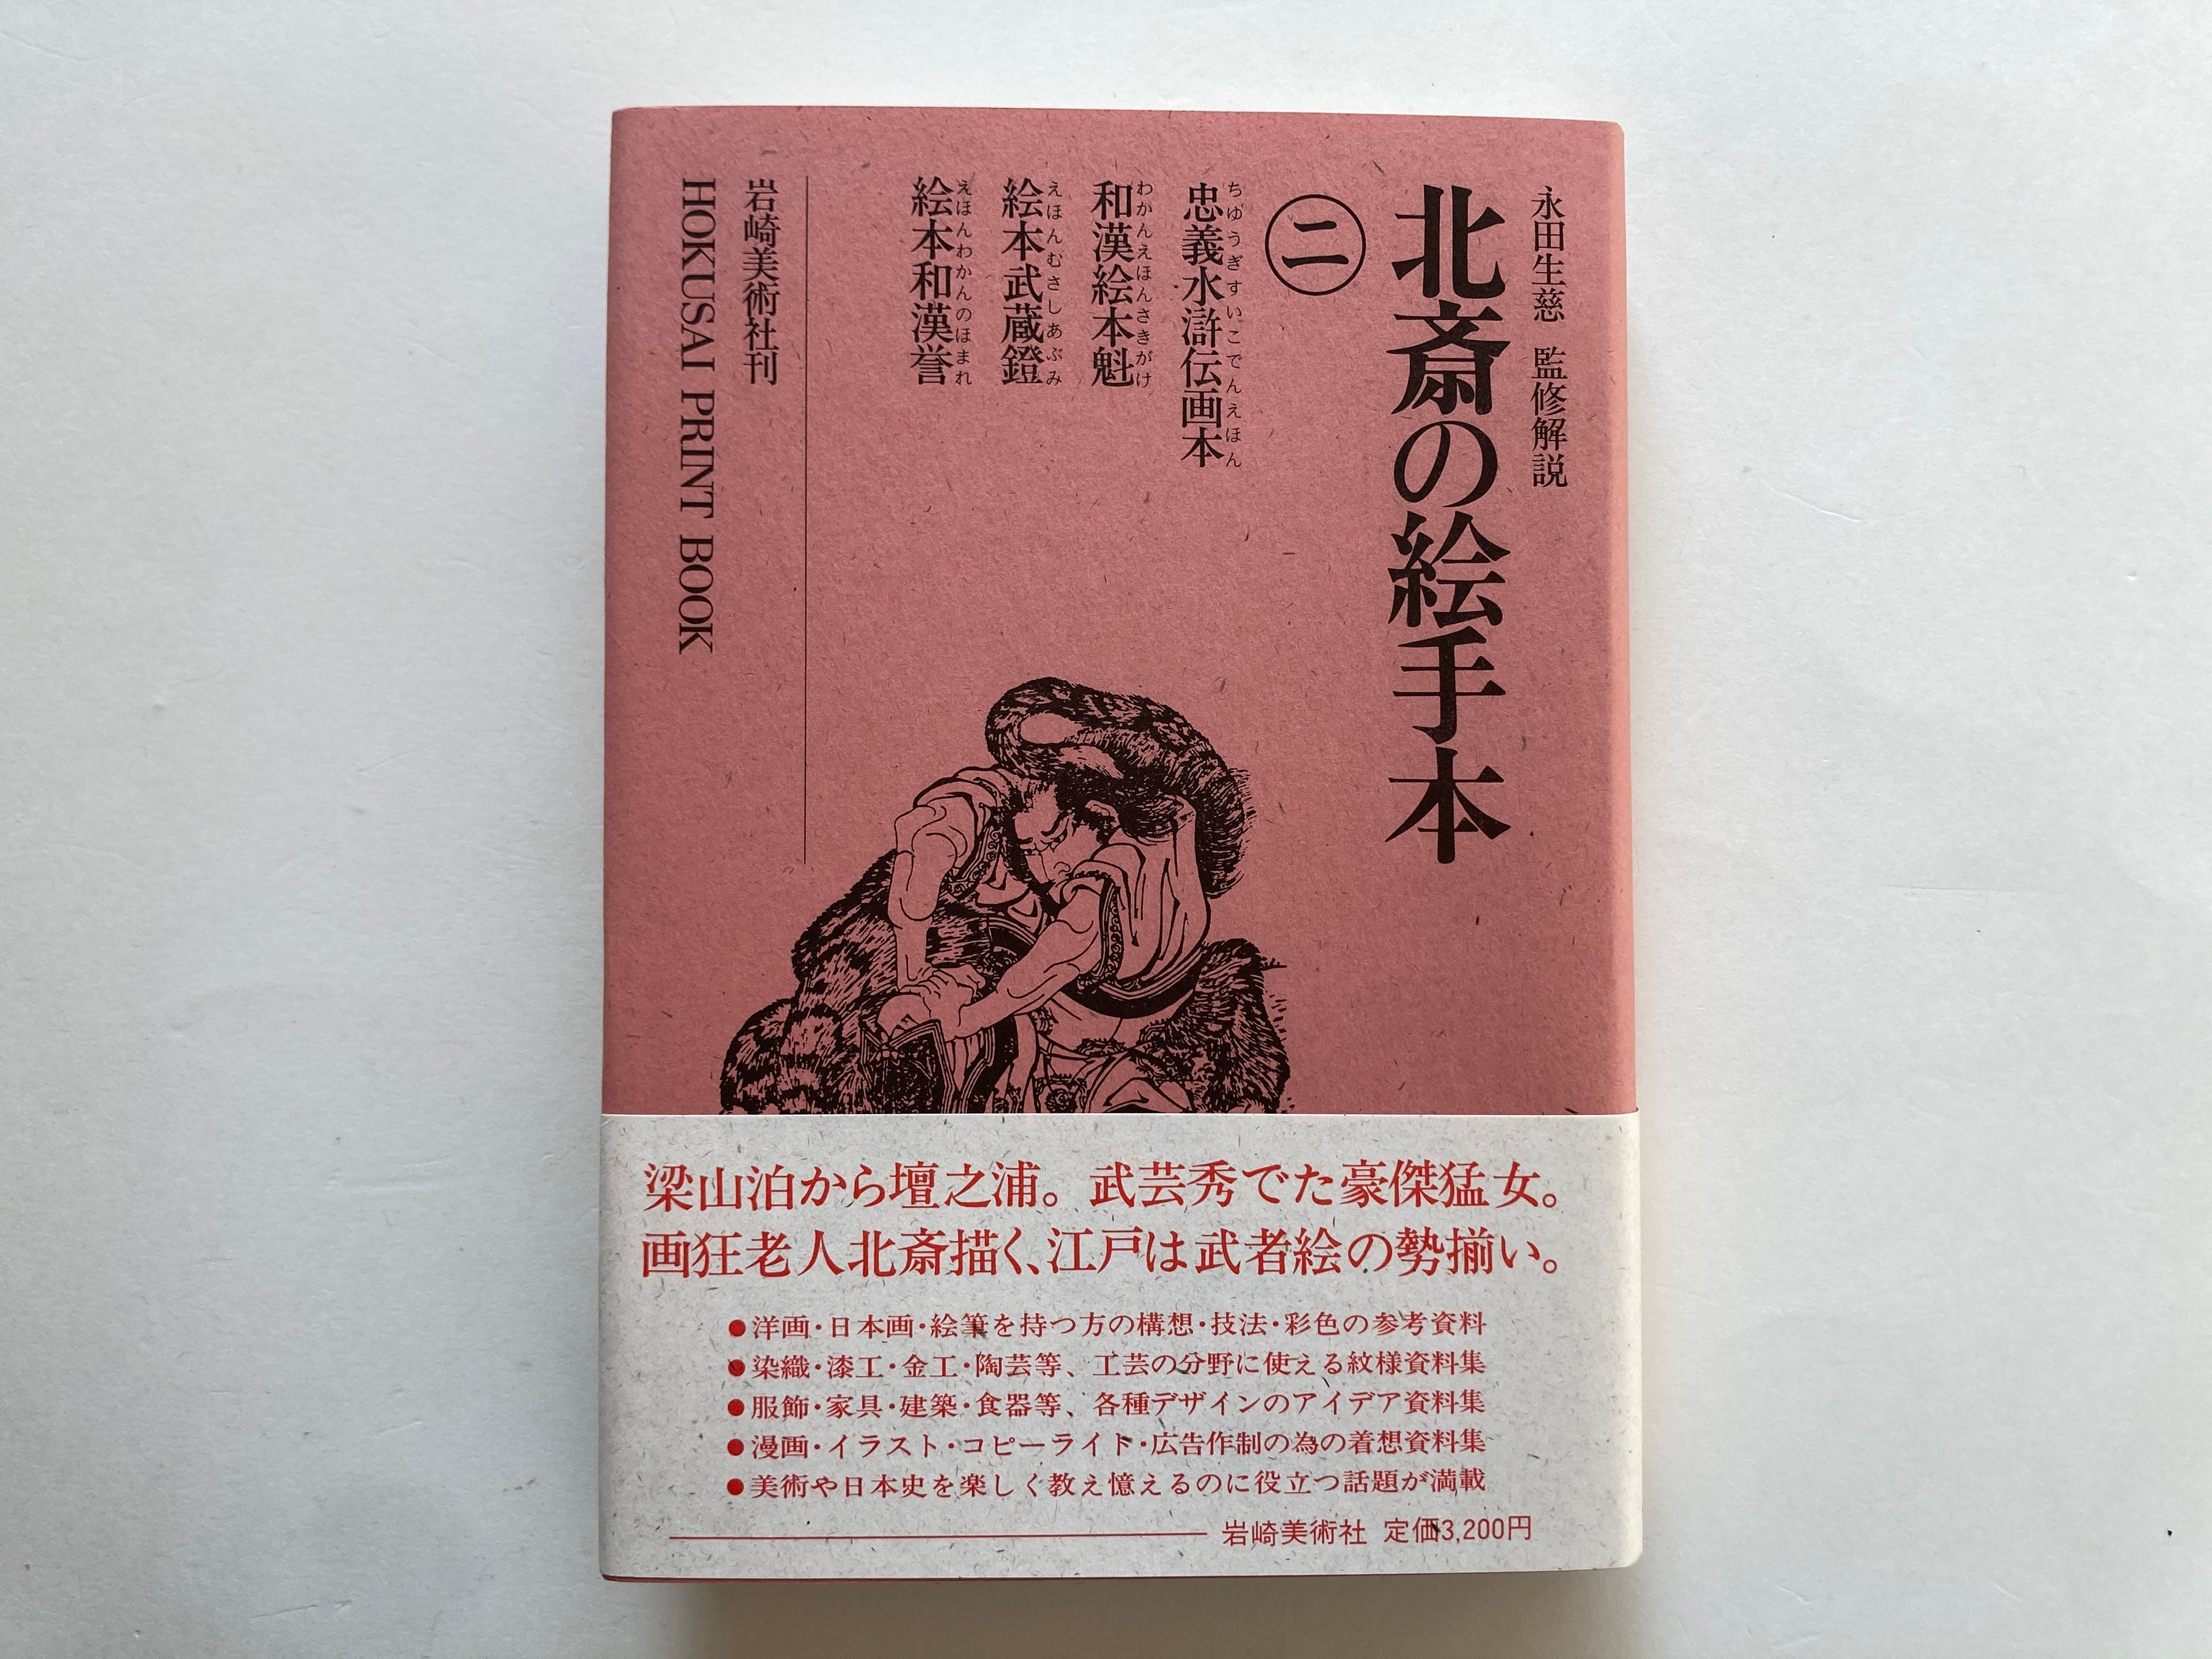 永田生慈 監修解説
北斎の絵手本
二
忠義水滸伝画本
ちゆうぎすいこでんえほん
和漢絵本魁
わかんえほんさきがけ
絵本武蔵鐙
えほんむさしあぶみ
絵本和漢誉
えほんわかんのほまれ
岩崎美術社刊
HOKUSAI PRINT BOOK
梁山泊から壇之浦。武芸秀でた豪傑猛女。
画狂老人北斎描く、江戸は武者絵の勢揃い。
●洋画・日本画・絵筆を持つ方の構想・技法・彩色の参考資料
●染織・漆工・金工・陶芸等、工芸の分野に使える紋様資料集
●服飾・家具・建築・食器等、各種デザインのアイデア資料集
●漫画・イラスト・コピーライト・広告作制の為の着想資料集
●美術や日本史を楽しく教え憶えるのに役立つ話題が満載
岩崎美術社 定価3,200円